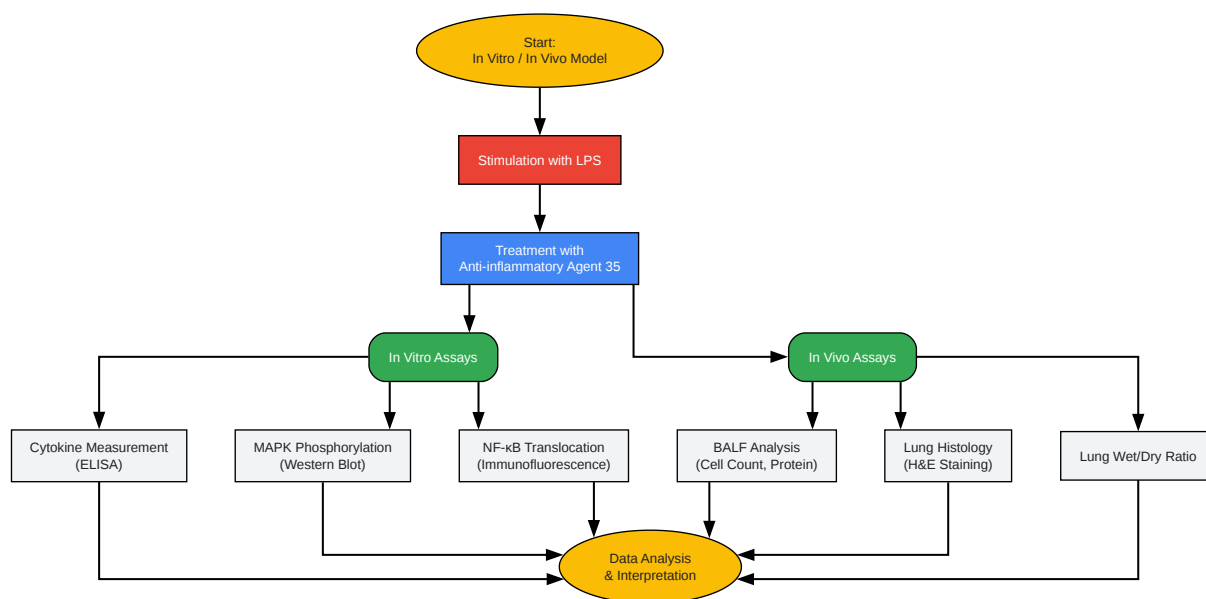 Start:
In Vitro / In Vivo Model
Stimulation with LPS
Treatment with
Anti-inflammatory Agent 35
In Vitro Assays
In Vivo Assays
Cytokine Measurement
(ELISA)
MAPK Phosphorylation
(Western Blot)
NF-κB Translocation
(Immunofluorescence)
BALF Analysis
(Cell Count, Protein)
Lung Histology
(H&E Staining)
Lung Wet/Dry Ratio
Data Analysis
& Interpretation